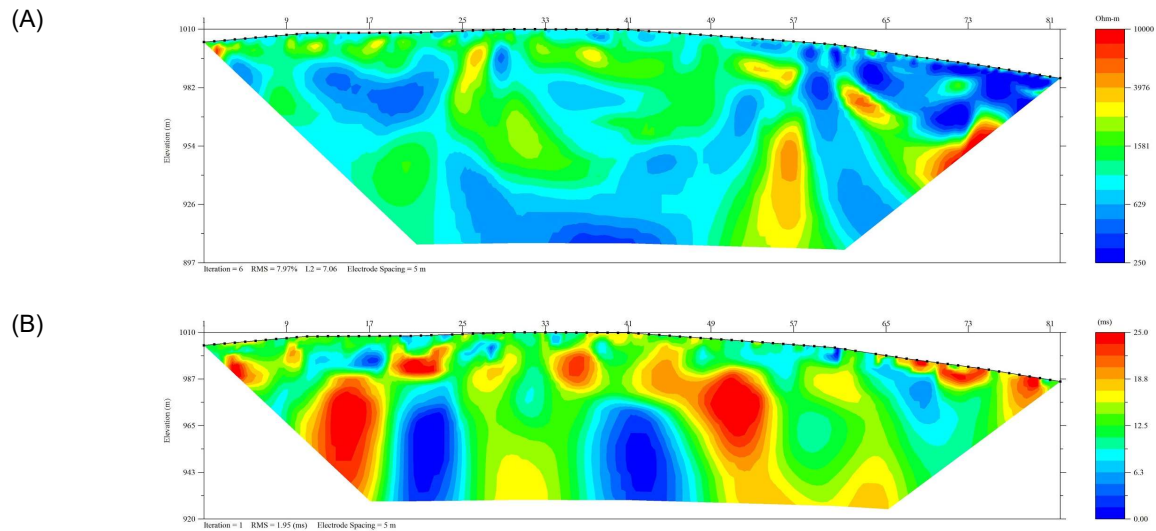 (A)
1 9 17 25 33 41 49 57 65 73 81
Ohm-m
1010
982
954
926
897
Elevation (m)
10000
3976
1581
629
250
Iteration = 6 RMS = 7.97% L2 = 7.06 Electrode Spacing = 5 m
(B)
1 9 17 25 33 41 49 57 65 73 81
(ms)
1010
987
965
943
920
Elevation (m)
25.0
18.8
12.5
6.3
0.00
Iteration = 1 RMS = 1.95 (ms) Electrode Spacing = 5 m